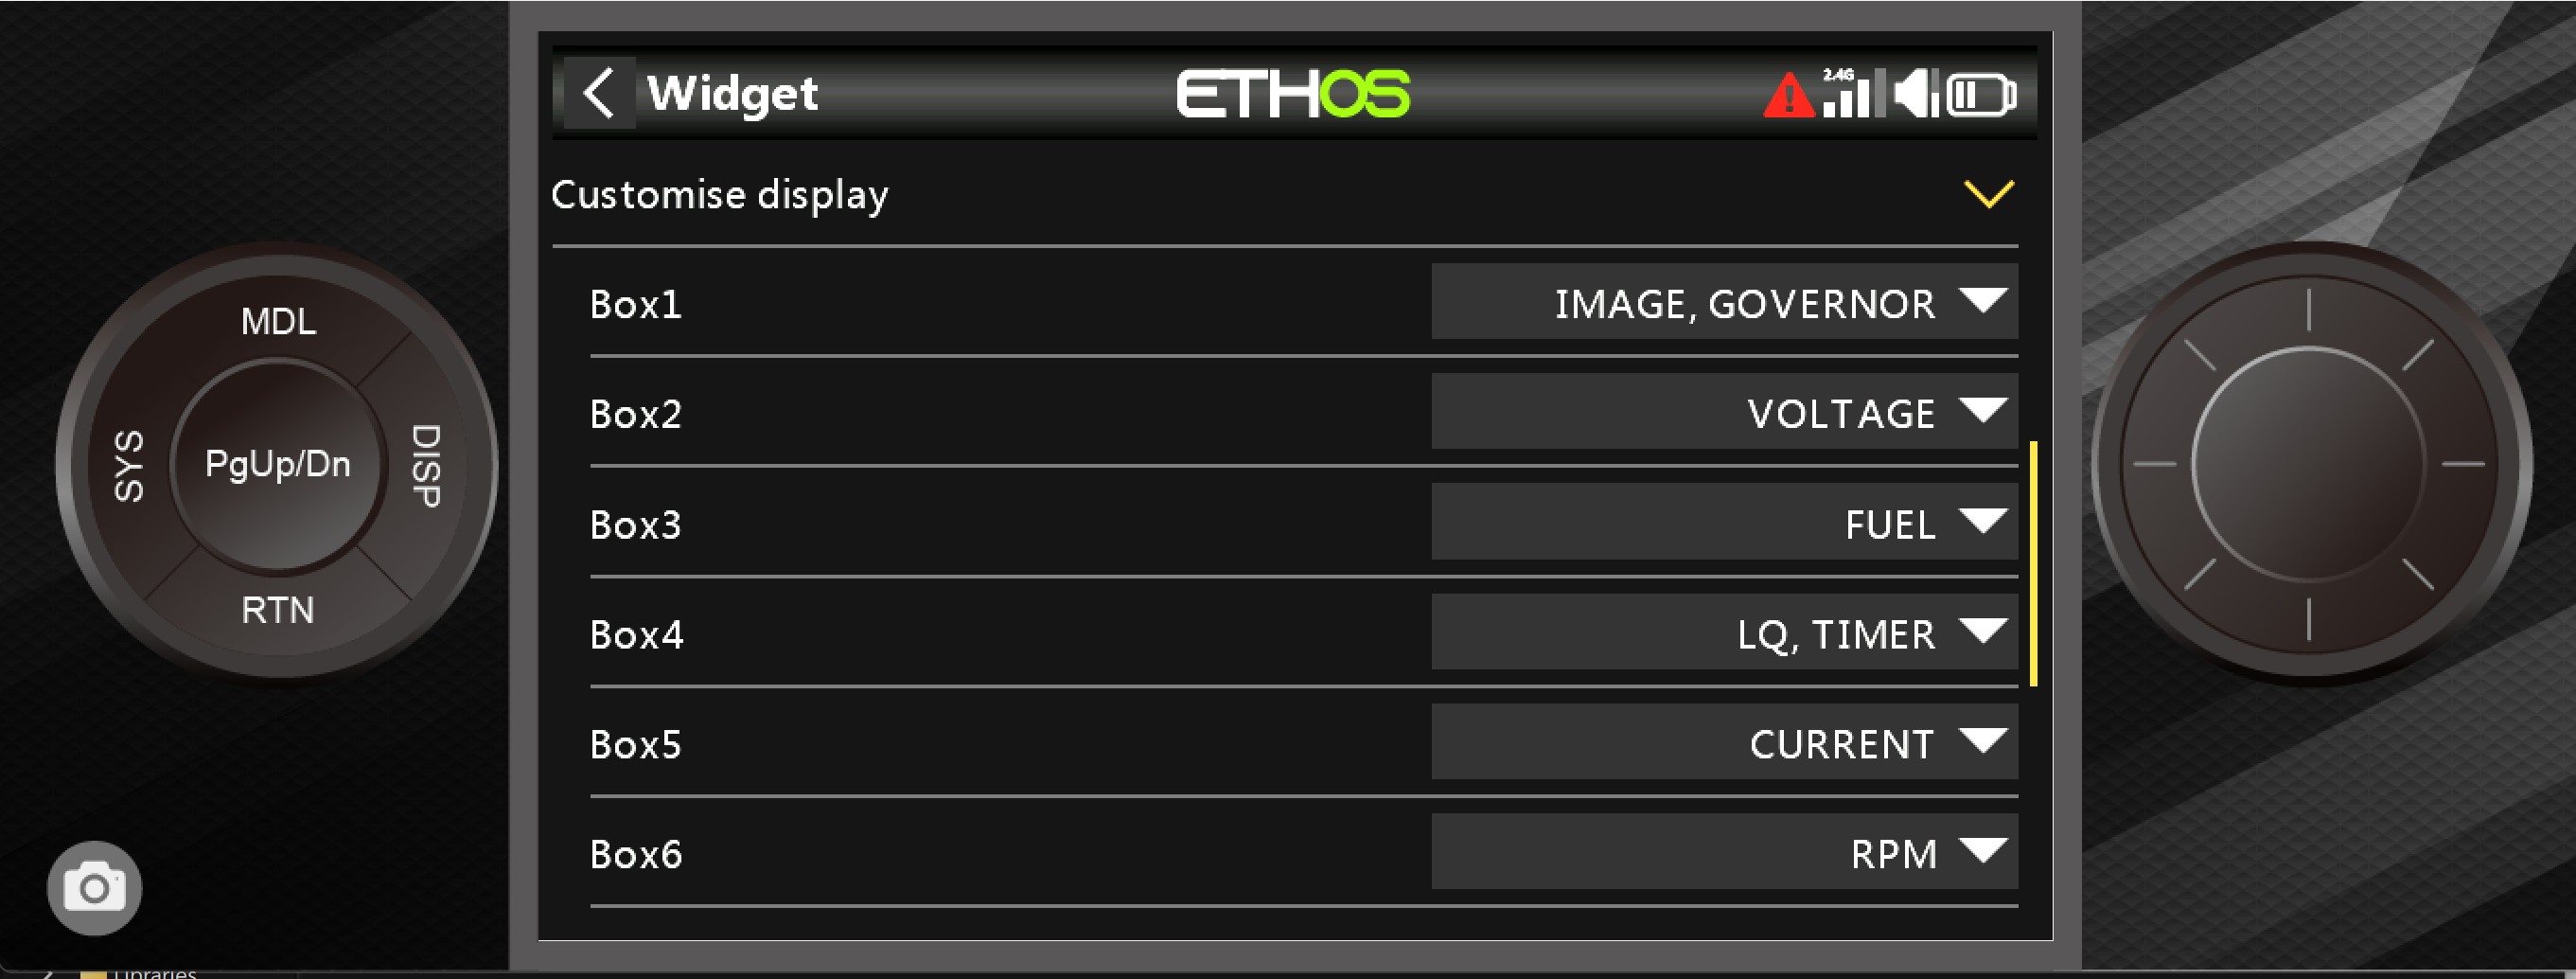 Widget
ETHOS
2.4G
Customise display
Box1 IMAGE, GOVERNOR
Box2 VOLTAGE
Box3 FUEL
Box4 LQ, TIMER
Box5 CURRENT
Box6 RPM
MDL
SYS
PgUp/Dn
DISP
RTN
Libraries